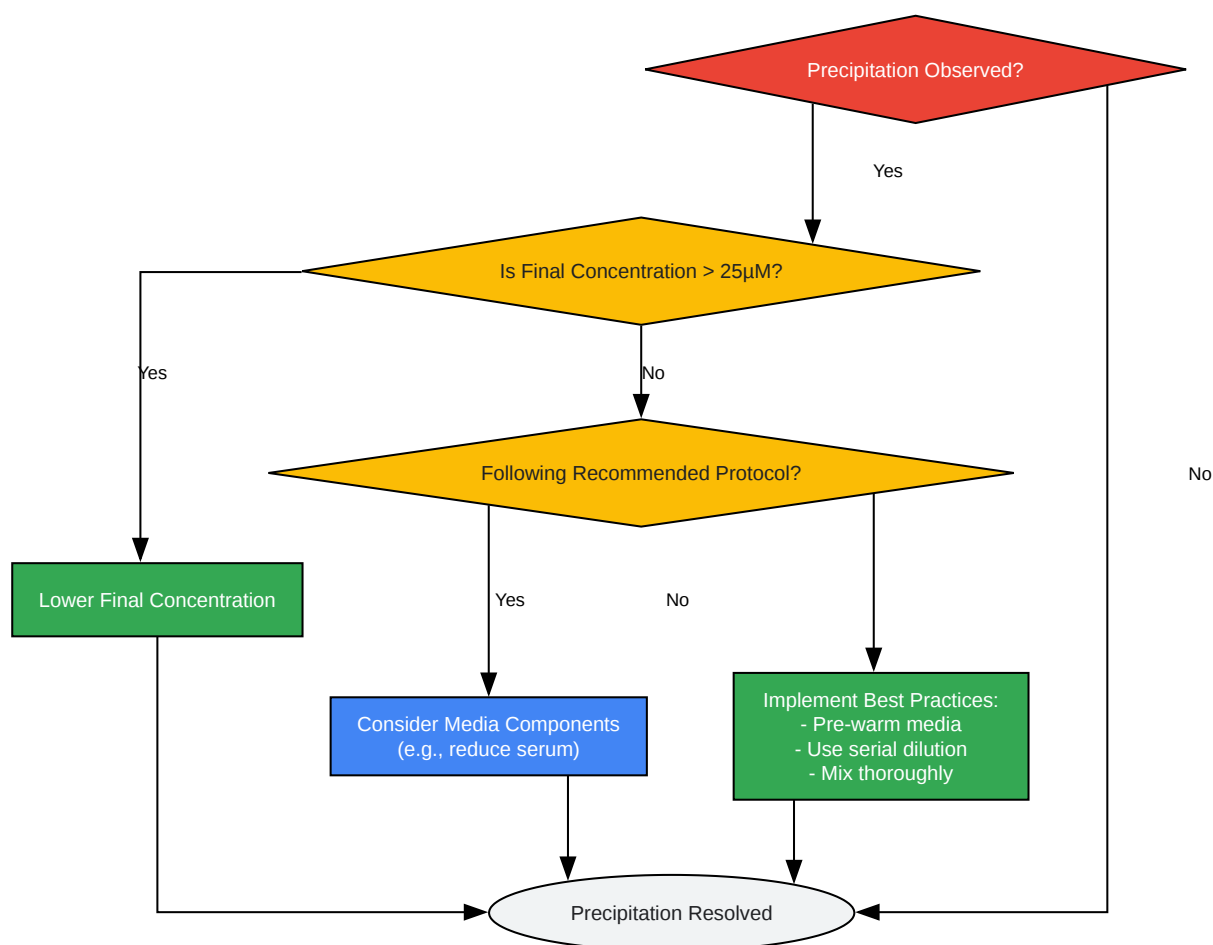 Precipitation Observed?
Yes
Is Final Concentration > 25µM?
Yes
No
Following Recommended Protocol?
No
Lower Final Concentration
Yes
No
Consider Media Components
(e.g., reduce serum)
Implement Best Practices:
- Pre-warm media
- Use serial dilution
- Mix thoroughly
Precipitation Resolved